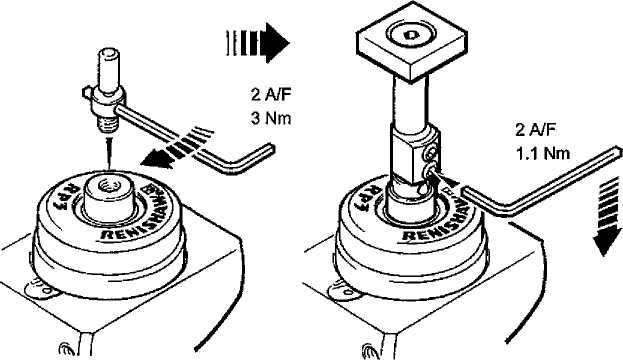 2 A/F
3 Nm
RP3
RENISHAW
2 A/F
1.1 Nm
RP3
RENISHAW